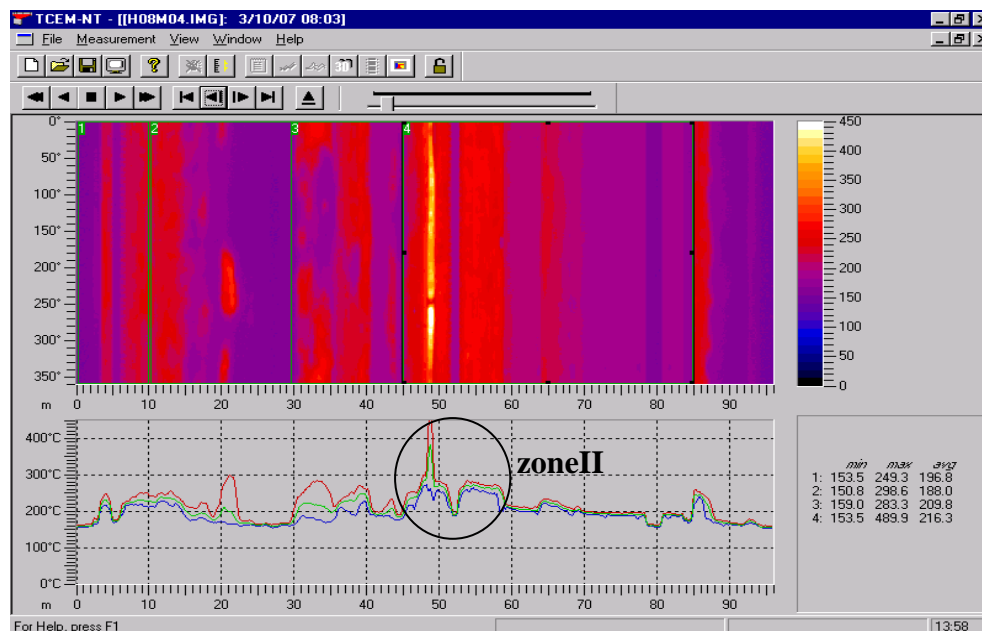 TCEM-NT - [[H08M04.IMG]: 3/10/07 08:03]
File Measurement View Window Help
3D
1 2 3 4
0°
50°
100°
150°
200°
250°
300°
350°
m 0 10 20 30 40 50 60 70 80 90
450
400
350
300
250
200
150
100
50
0
400°C
300°C
200°C
100°C
0°C
m 0 10 20 30 40 50 60 70 80 90
zoneII
min max avg
1: 153.5 249.3 196.8
2: 150.8 298.6 188.0
3: 159.0 283.3 209.8
4: 153.5 489.9 216.3
For Help, press F1
13:58